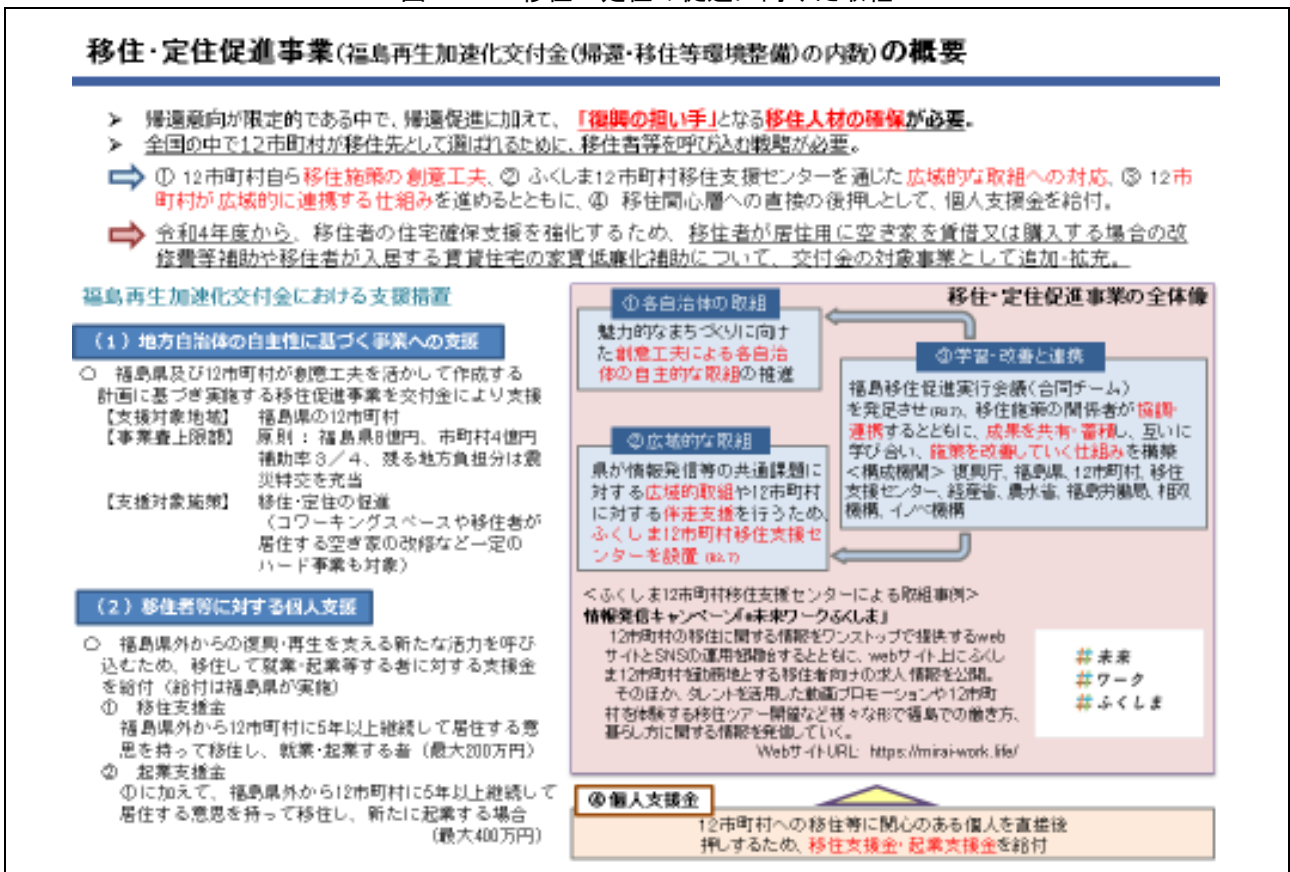 移住・定住促進事業(福島再生加速化交付金(帰還・移住等環境整備)の内数)の概要
➢ 帰還意向が限定的である中で、帰還促進に加えて、「復興の担い手」となる移住人材の確保が必要。
➢ 全国の中で12市町村が移住先として選ばれるために、移住者等を呼び込む戦略が必要。
① 12市町村自ら移住施策の創意工夫、② ふくしま12市町村移住支援センターを通じた広域的な取組への対応、③ 12市
町村が広域的に連携する仕組みを進めるとともに、④ 移住関心層への直接の後押しとして、個人支援金を給付。
令和4年度から、移住者の住宅確保支援を強化するため、移住者が居住用に空き家を賃借又は購入する場合の改
修費等補助や移住者が入居する賃貸住宅の家賃低廉化補助について、交付金の対象事業として追加・拡充。
福島再生加速化交付金における支援措置
(1)地方自治体の自主性に基づく事業への支援
○ 福島県及び12市町村が創意工夫を活かして作成する
計画に基づき実施する移住促進事業を交付金により支援
【支援対象地域】 福島県の12市町村
【事業費上限額】 原則:福島県8億円、市町村4億円
補助率3/4、残る地方負担分は震
災特交を充当
【支援対象施策】 移住・定住の促進
(コワーキングスペースや移住者が
居住する空き家の改修など一定の
ハード事業も対象)
(2)移住者等に対する個人支援
○ 福島県外からの復興・再生を支える新たな活力を呼び
込むため、移住して就業・起業等する者に対する支援金
を給付(給付は福島県が実施)
① 移住支援金
福島県外から12市町村に5年以上継続して居住する意
思を持って移住し、就業・起業する者(最大200万円)
② 起業支援金
①に加えて、福島県外から12市町村に5年以上継続して
居住する意思を持って移住し、新たに起業する場合
(最大400万円)
移住・定住促進事業の全体像
①各自治体の取組
魅力的なまちづくりに向け
た創意工夫による各自治
体の自主的な取組の推進
②広域的な取組
県が情報発信等の共通課題に
対する広域的取組や12市町村
に対する伴走支援を行うため、
ふくしま12市町村移住支援セ
ンターを設置(R3.7)
③学習・改善と連携
福島移住促進実行会議(合同チーム)
を発足させ(R3.7)、移住施策の関係者が協調・
連携するとともに、成果を共有・蓄積し、互いに
学び合い、施策を改善していく仕組みを構築
<構成機関> 復興庁、福島県、12市町村、移住
支援センター、経産省、農水省、福島労働局、相双
機構、イノベ機構
<ふくしま12市町村移住支援センターによる取組事例>
情報発信キャンペーン「#未来ワークふくしま」
12市町村の移住に関する情報をワンストップで提供するweb
サイトとSNSの運用を開始するとともに、webサイト上にふくし
ま12市町村を勤務地とする移住者向けの求人情報を公開。
そのほか、タレントを活用した動画プロモーションや12市町
村を体験する移住ツアー開催など様々な形で福島での働き方、
暮らし方に関する情報を発信していく。
WebサイトURL: https://mirai-work.life/
#未来
#ワーク
#ふくしま
④個人支援金
12市町村への移住等に関心のある個人を直接後
押しするため、移住支援金・起業支援金を給付